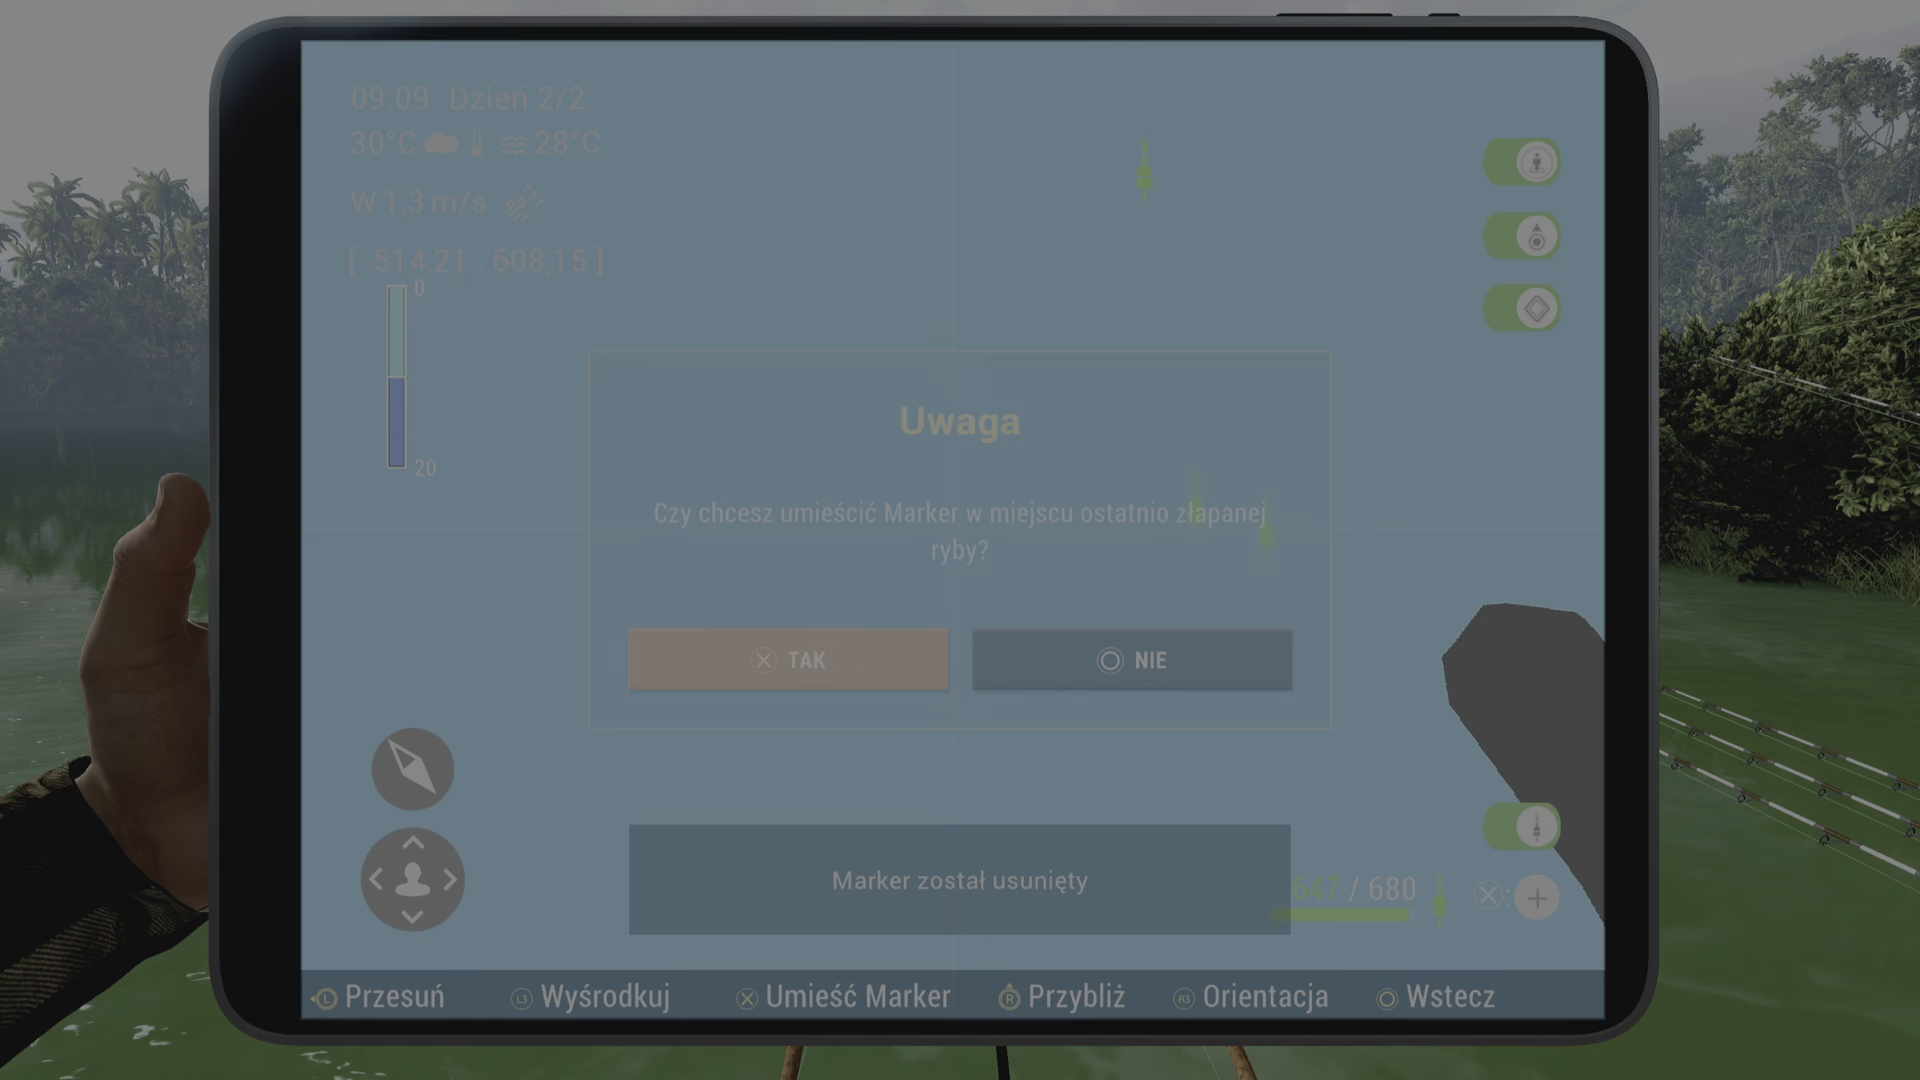 09:09 Dzień 2/2
30°C 28°C
W 1,3 m/s
[ -514,21 . 608,15 ]
0
20
Uwaga
Czy chcesz umieścić Marker w miejscu ostatnio złapanej
ryby?
TAK NIE
Marker został usunięty
647 / 680
L Przesuń L3 Wyśrodkuj Umieść Marker R Przybliż R3 Orientacja Wstecz